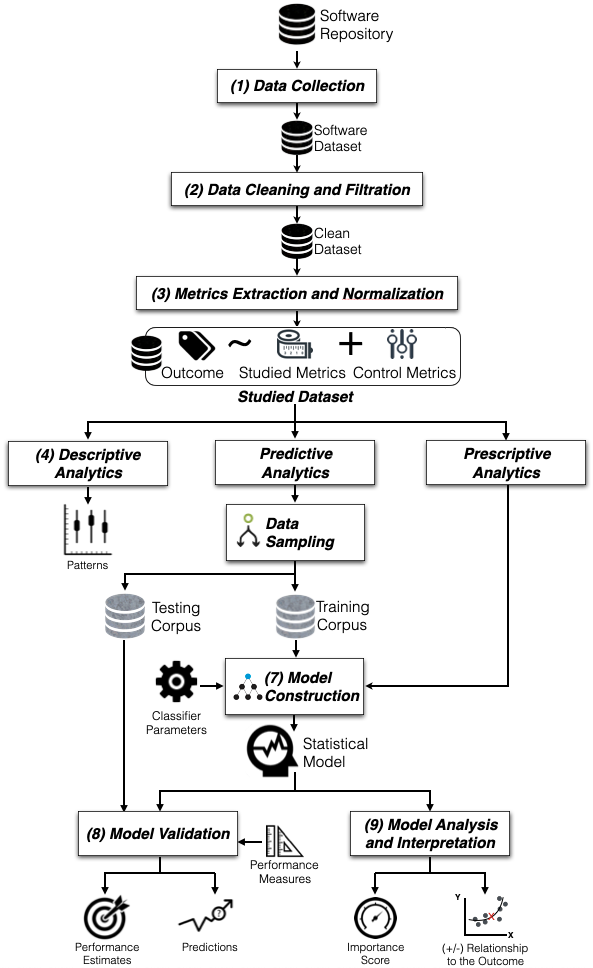 Software
Repository
(1) Data Collection
Software
Dataset
(2) Data Cleaning and Filtration
Clean
Dataset
(3) Metrics Extraction and Normalization
Outcome ~ Studied Metrics + Control Metrics
Studied Dataset
(4) Descriptive
Analytics
Predictive
Analytics
Prescriptive
Analytics
Patterns
Data
Sampling
Testing
Corpus
Training
Corpus
(7) Model
Construction
Classifier
Parameters
Statistical
Model
(8) Model Validation
Performance
Measures
(9) Model Analysis
and Interpretation
Performance
Estimates
?
Predictions
Importance
Score
Y
X
(+/-) Relationship
to the Outcome